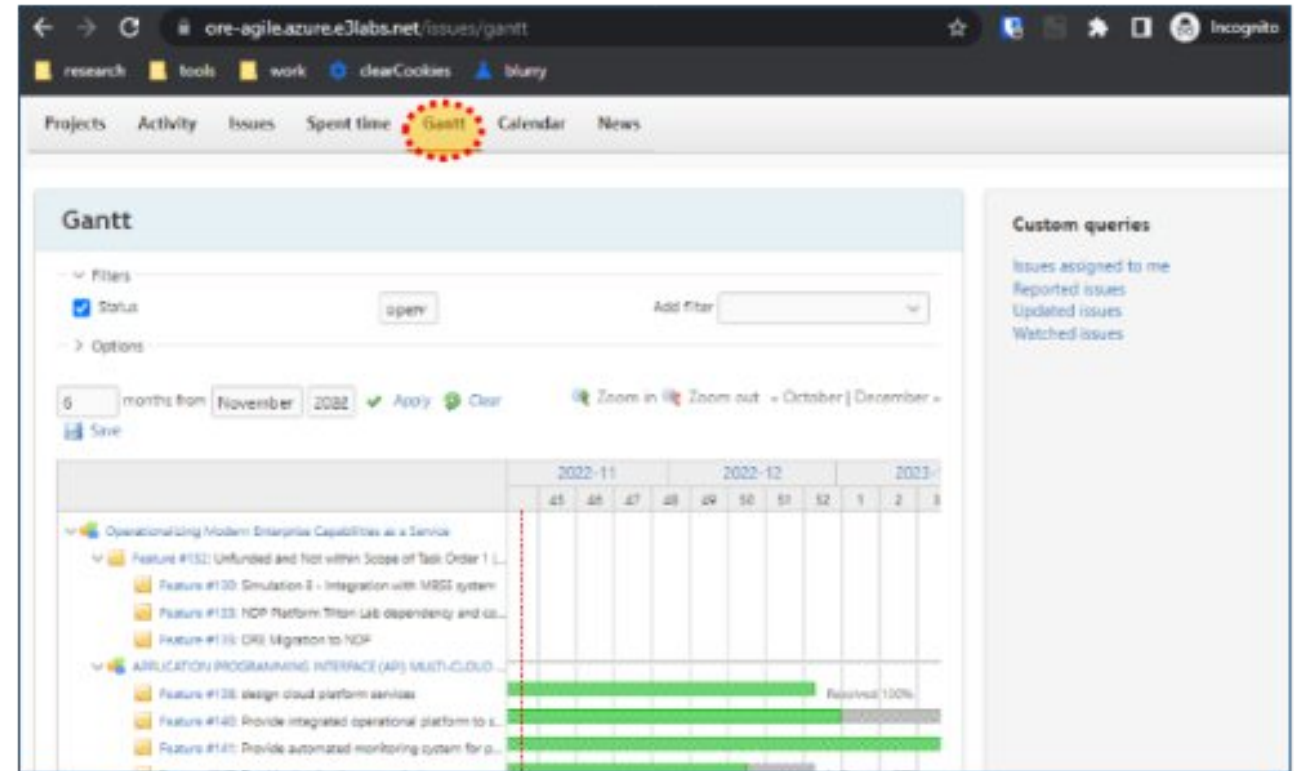 ore-agile.azure.e3labs.net/issues/gantt
Incognito
research tools work clearCookies blurry
Projects Activity Issues Spent time Gantt Calendar News
Gantt
Filters
Status open Add filter
Options
6 months from November 2022 Apply Clear Zoom in Zoom out « October | December »
Save
2022-11 2022-12 2023-
45 46 47 48 49 50 51 52 1 2 3
Operationalizing Modern Enterprise Capabilities as a Service
Feature #132: Unfunded and Not within Scope of Task Order 1
Feature #130: Simulation - Integration with system
Feature #133: NDP Platform Triton Lab dependency and co...
Feature ORE Migration to NDP
APPLICATION PROGRAMMING INTERFACE (API) MULTI-CLOUD ...
Feature #138: design cloud platform services
Resolved 100%
Feature #140: Provide integrated operational platform to s...
Feature #141: Provide automated monitoring system for p...
Custom queries
Issues assigned to me
Reported issues
Updated issues
Watched issues